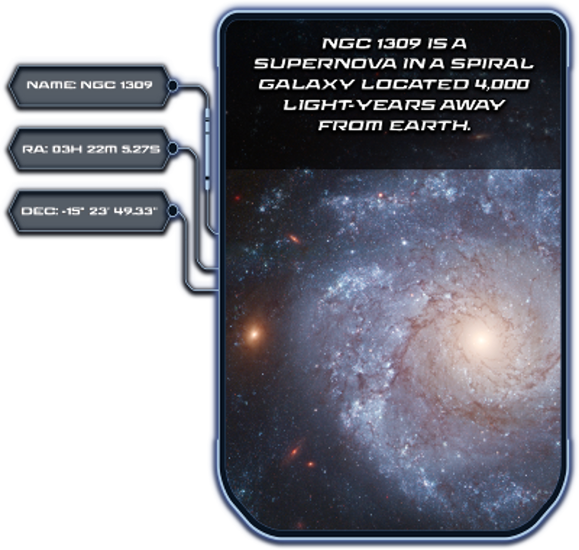 NGC 1309 IS A
SUPERNOVA IN A SPIRAL
GALAXY LOCATED 4,000
LIGHT-YEARS AWAY
FROM EARTH.
NAME: NGC 1309
RA: 03H 22M 5.27S
DEC: -15° 23' 49.33"